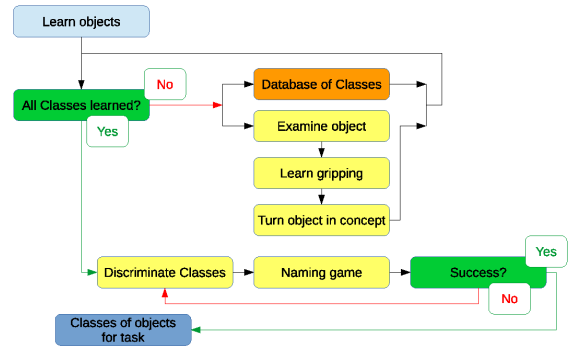 Learn objects
No
Database of Classes
All Classes learned?
Yes
Examine object
Learn gripping
Turn object in concept
Yes
Discriminate Classes
Naming game
Success?
No
Classes of objects
for task